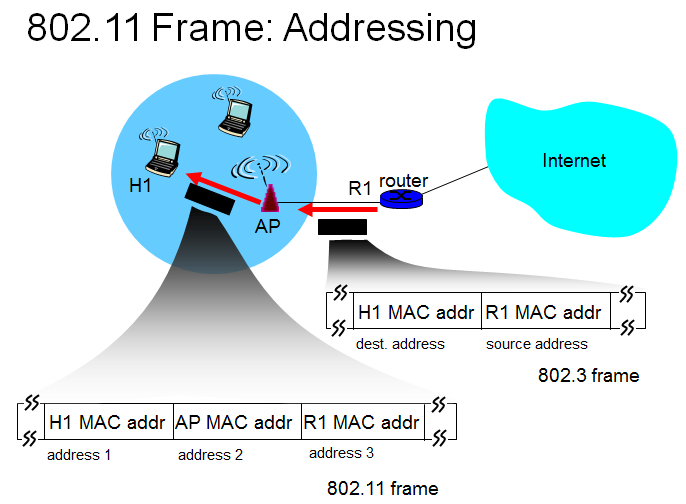 802.11 Frame: Addressing
Internet
router
R1
H1
AP
H1 MAC addr R1 MAC addr
dest. address source address
802.3 frame
H1 MAC addr AP MAC addr R1 MAC addr
address 1 address 2 address 3
802.11 frame